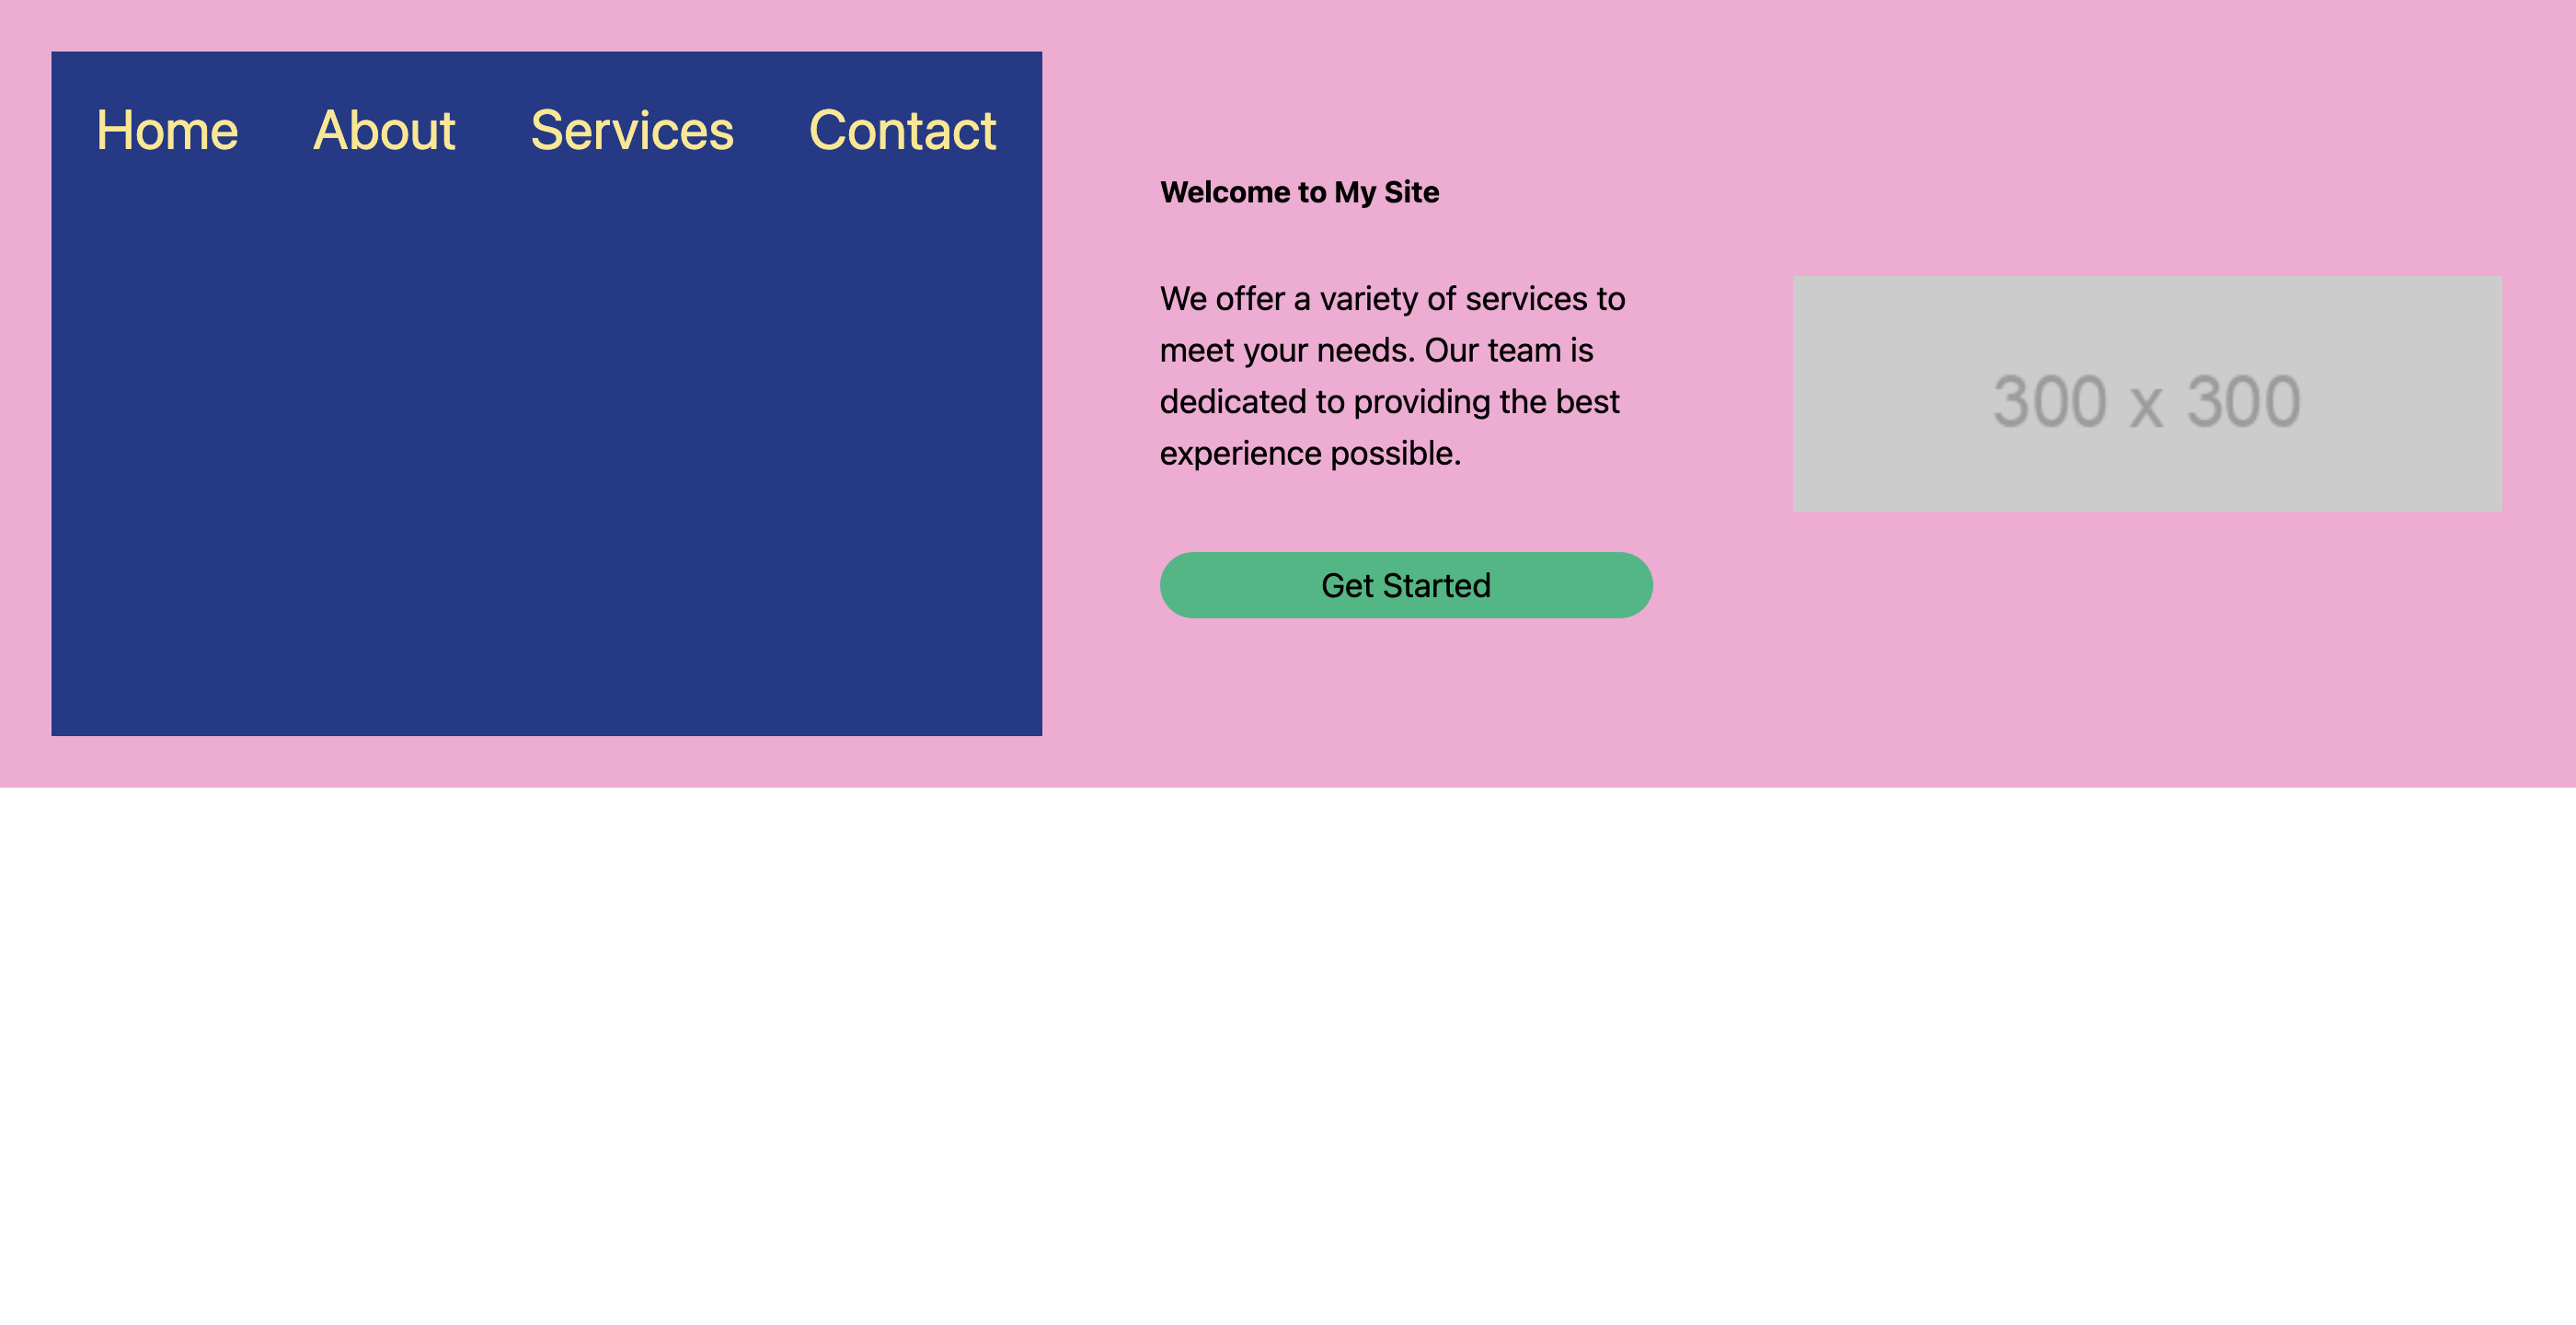 Home About Services Contact
Welcome to My Site
We offer a variety of services to
meet your needs. Our team is
dedicated to providing the best
experience possible.
300 x 300
Get Started